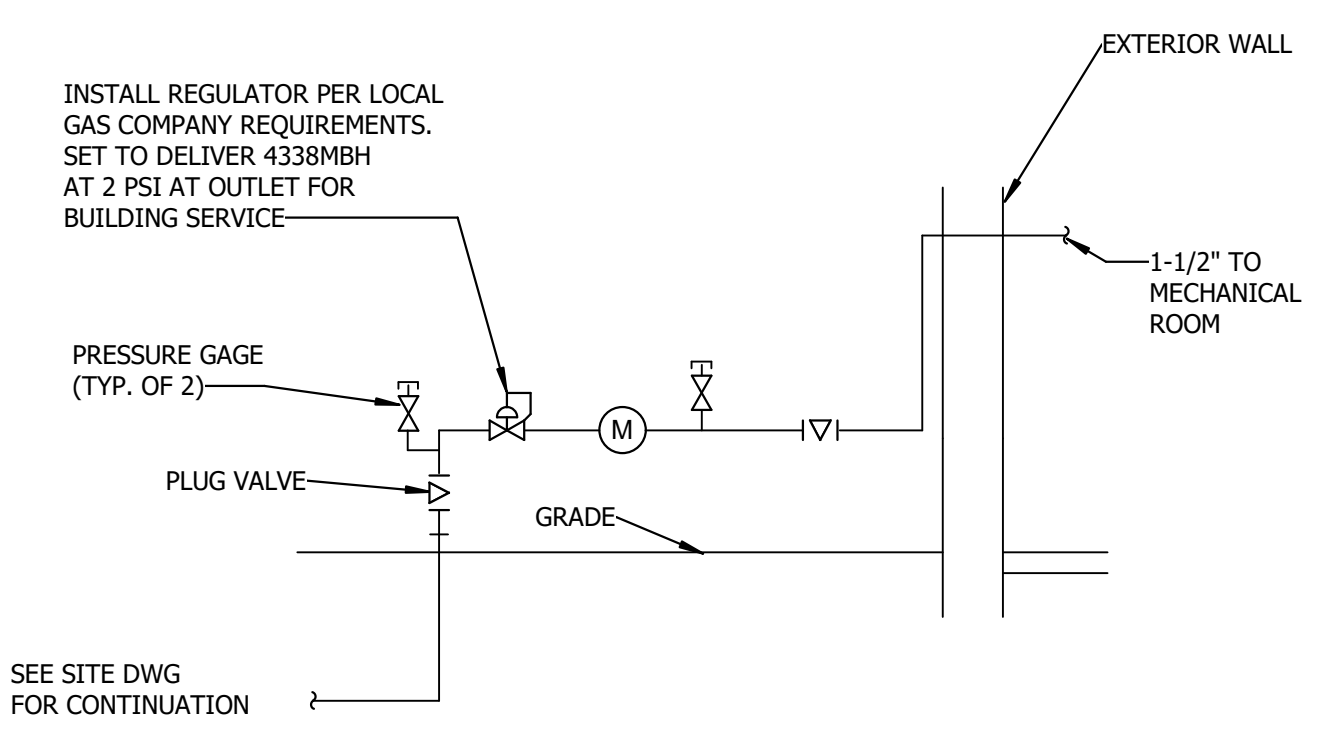 EXTERIOR WALL
INSTALL REGULATOR PER LOCAL
GAS COMPANY REQUIREMENTS.
SET TO DELIVER 4338MBH
AT 2 PSI AT OUTLET FOR
BUILDING SERVICE
1-1/2" TO
MECHANICAL
ROOM
PRESSURE GAGE
(TYP. OF 2)
M
PLUG VALVE
GRADE
SEE SITE DWG
FOR CONTINUATION